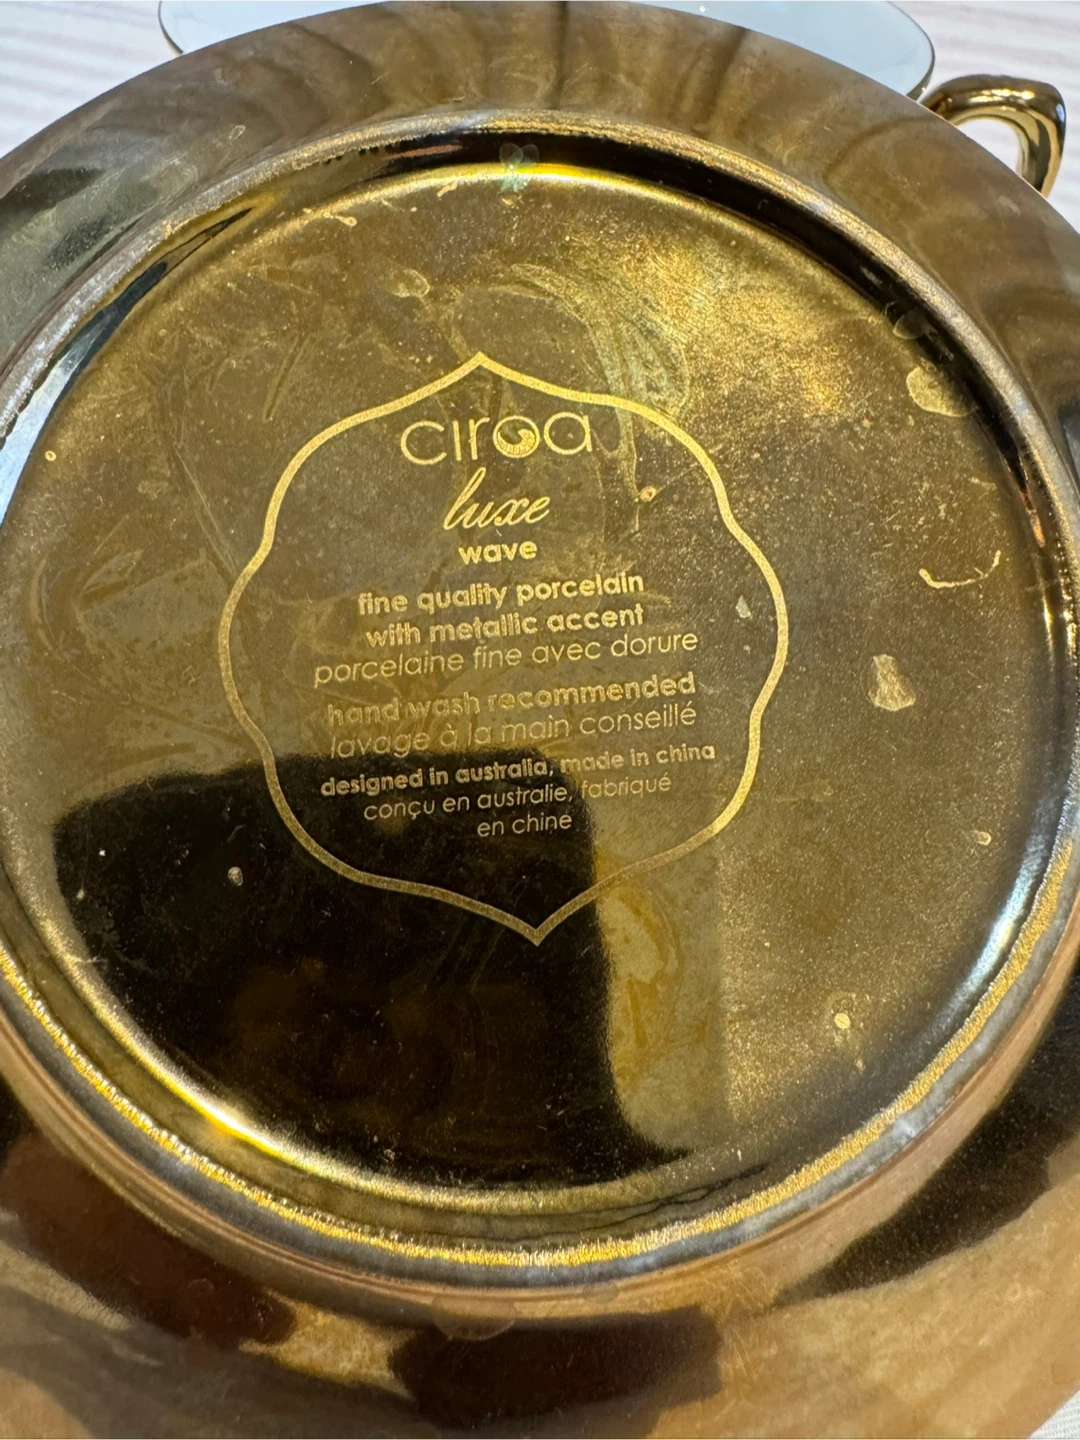 ciroa
luxe
wave
fine quality porcelain
with metallic accent
porcelaine fine avec dorure
hand wash recommended
lavage à la main conseillé
designed in australia, made in china
conçu en australie, fabriqué
en chine